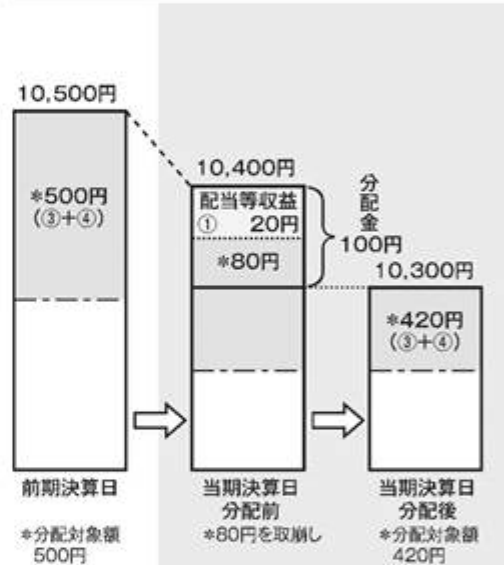 10,500円
*500円
(③+④)
前期決算日
*分配対象額
500円
10,400円
配当等収益
① 20円
*80円
分配金
100円
当期決算日
分配前
*80円を取崩し
10,300円
*420円
(③+④)
当期決算日
分配後
*分配対象額
420円